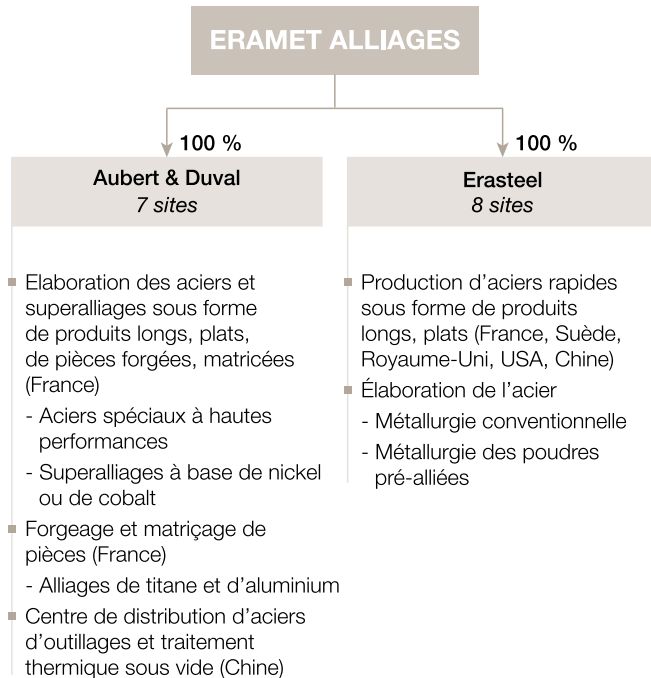 ERAMET ALLIAGES
100 %
Aubert & Duval
7 sites
Elaboration des aciers et
superalliages sous forme
de produits longs, plats,
de pièces forgées, matricées
(France)
- Aciers spéciaux à hautes
performances
- Superalliages à base de nickel
ou de cobalt
Forgeage et matriçage de
pièces (France)
- Alliages de titane et d’aluminium
Centre de distribution d’aciers
d’outillages et traitement
thermique sous vide (Chine)
100 %
Erasteel
8 sites
Production d’aciers rapides
sous forme de produits
longs, plats (France, Suède,
Royaume-Uni, USA, Chine)
Élaboration de l’acier
- Métallurgie conventionnelle
- Métallurgie des poudres
pré-alliées